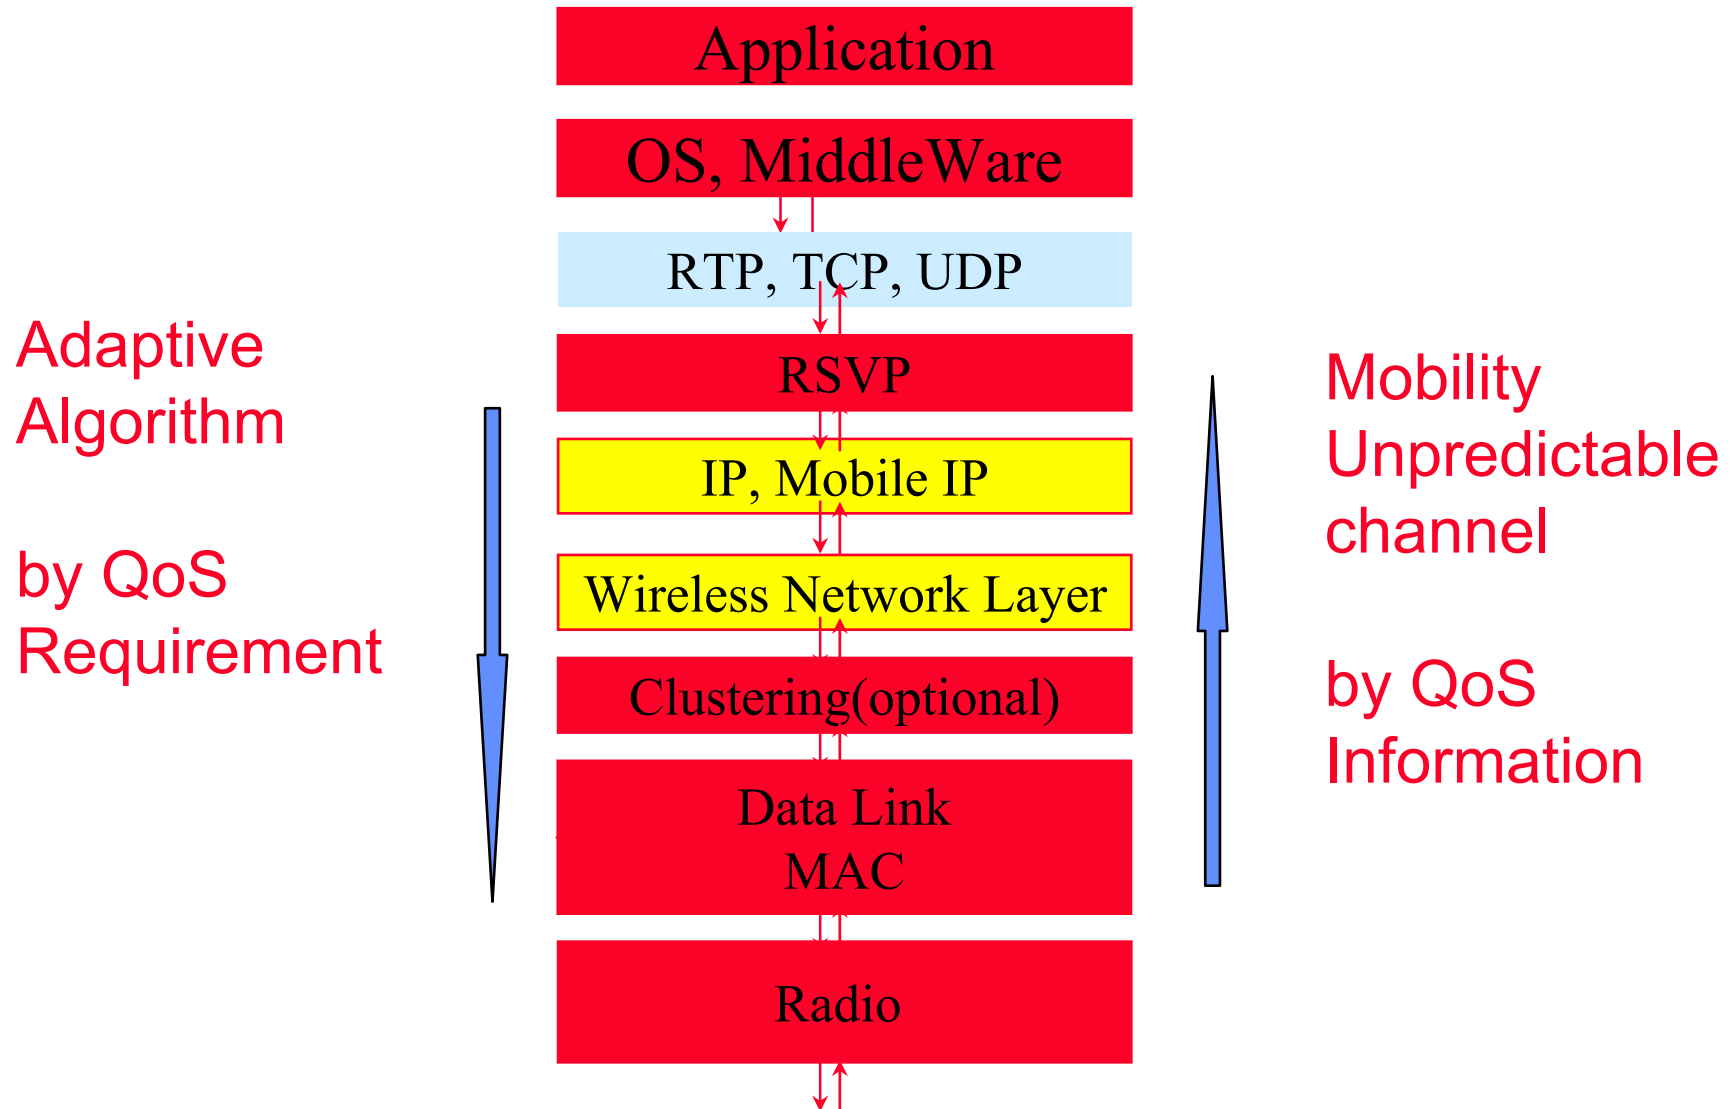 Application
OS, MiddleWare
RTP, TCP, UDP
RSVP
IP, Mobile IP
Wireless Network Layer
Clustering(optional)
Data Link
MAC
Radio
Adaptive
Algorithm
by QoS
Requirement
Mobility
Unpredictable
channel
by QoS
Information